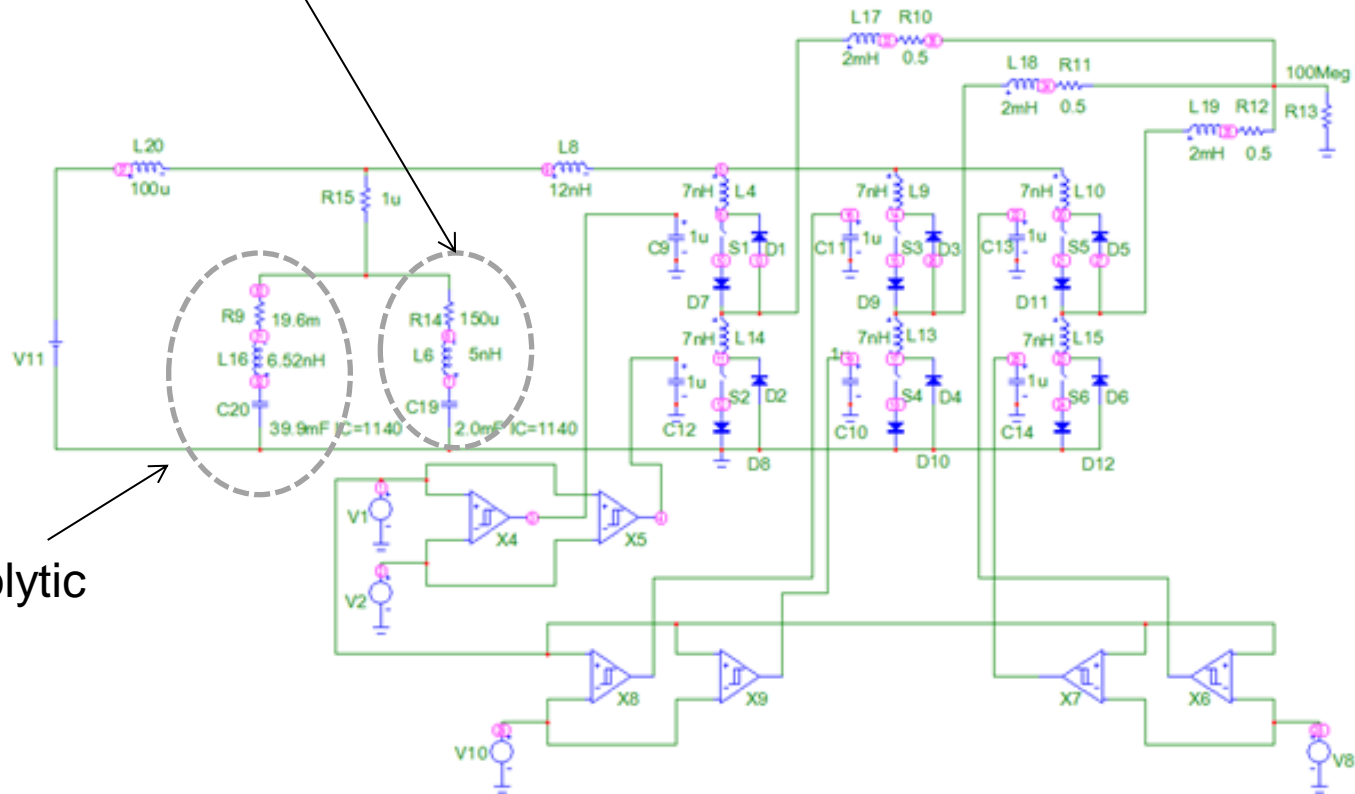 L17 R10
2mH 0.5
L18 R11
2mH 0.5
100Meg
L19 R12 R13
2mH 0.5
L20
100u
R15 1u
L8
12nH
7nH L4
7nH L9
7nH L10
C9 1u S1 D1
C11 1u S3 D3
C13 1u S5 D5
D7
D9
D11
R9 19.6m
R14 150u
7nH L14
7nH L13
7nH L15
V11
L16 6.52nH
L6 5nH
C20
39.9mF IC=1140
C19
2.0mF IC=1140
C12 1u S2 D2
C10 1u S4 D4
C14 1u S6 D6
D8
D10
D12
V1
X4
X5
V2
lytic
X8
X9
X7
X6
V10
V8